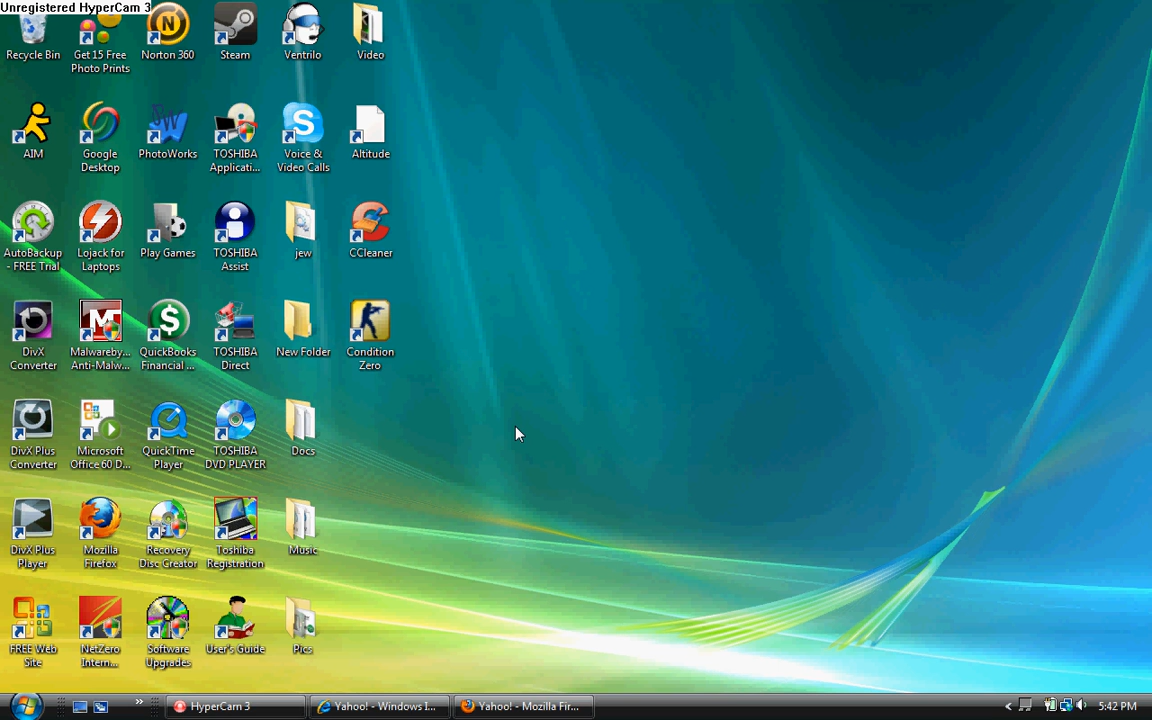 Unregistered HyperCam 3
Recycle Bin
Get 15 Free
Photo Prints
Norton 360
Steam
Ventrilo
Video
AIM
Google
Desktop
PhotoWorks
TOSHIBA
Applicati...
Voice &
Video Calls
Altitude
AutoBackup
- FREE Trial
Lojack for
Laptops
Play Games
TOSHIBA
Assist
jew
CCleaner
DivX
Converter
Malwareby...
Anti-Malw...
QuickBooks
Financial ...
TOSHIBA
Direct
New Folder
Condition
Zero
DivX Plus
Converter
Microsoft
Office 60 D...
QuickTime
Player
TOSHIBA
DVD PLAYER
Docs
DivX Plus
Player
Mozilla
Firefox
Recovery
Disc Creator
Toshiba
Registration
Music
FREE Web
Site
NetZero
Intern...
Software
Upgrades
User's Guide
Pics
HyperCam 3
Yahoo! - Windows I...
Yahoo! - Mozilla Fir...
5:42 PM